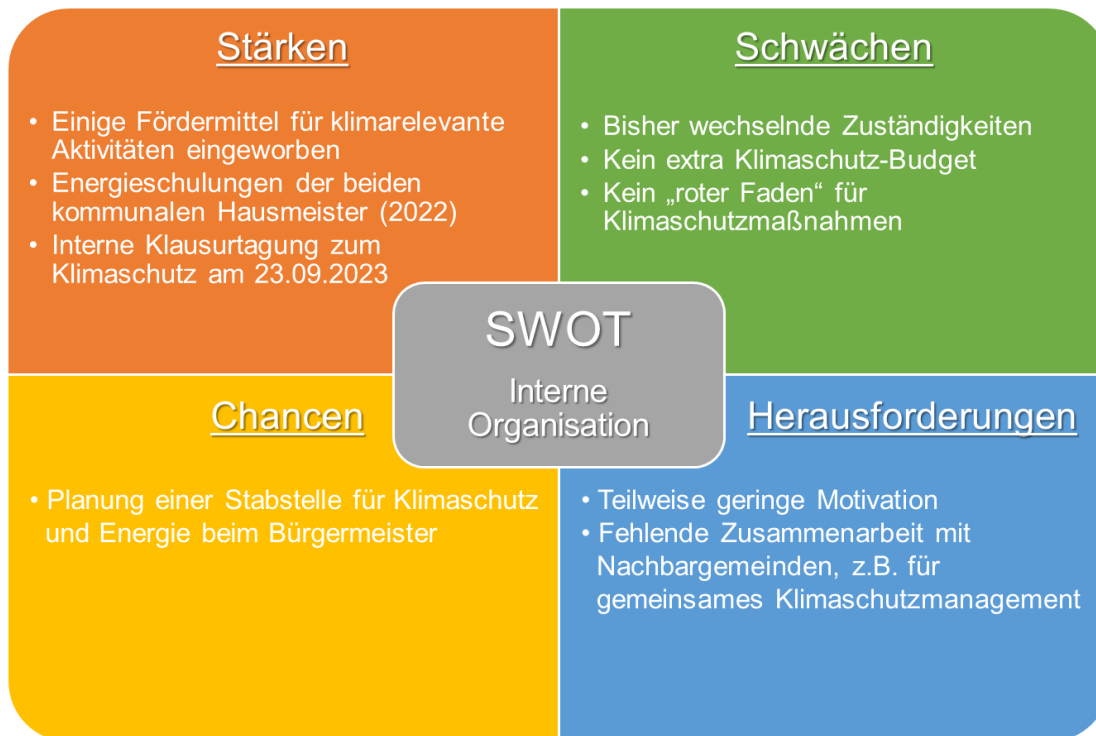 Stärken
• Einige Fördermittel für klimarelevante
Aktivitäten eingeworben
• Energieschulungen der beiden
kommunalen Hausmeister (2022)
• Interne Klausurtagung zum
Klimaschutz am 23.09.2023
Schwächen
• Bisher wechselnde Zuständigkeiten
• Kein extra Klimaschutz-Budget
• Kein „roter Faden“ für
Klimaschutzmaßnahmen
SWOT
Interne
Organisation
Chancen
• Planung einer Stabstelle für Klimaschutz
und Energie beim Bürgermeister
Herausforderungen
• Teilweise geringe Motivation
• Fehlende Zusammenarbeit mit
Nachbargemeinden, z.B. für
gemeinsames Klimaschutzmanagement